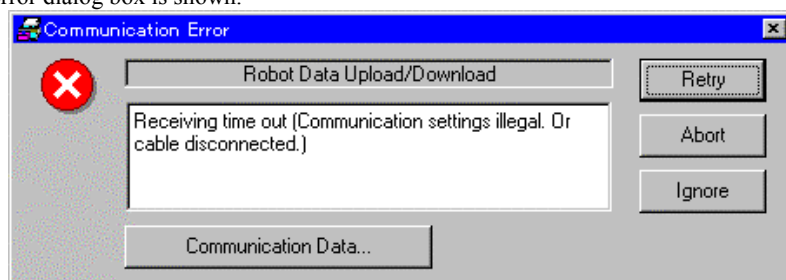 rror dialog box is shown.
Communication Error
Robot Data Upload/Download
Retry
Receiving time out (Communication settings illegal. Or
cable disconnected.)
Abort
Ignore
Communication Data...